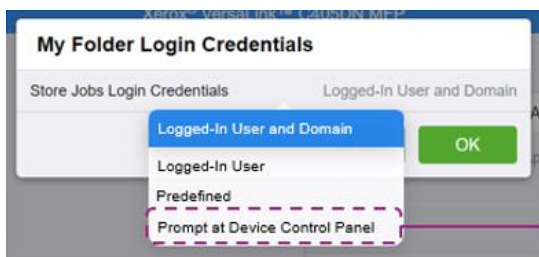 Xerox® VersaLink™ C405DN MFP
My Folder Login Credentials
Store Jobs Login Credentials Logged-In User and Domain
Logged-In User and Domain
OK
Logged-In User
Predefined
Prompt at Device Control Panel